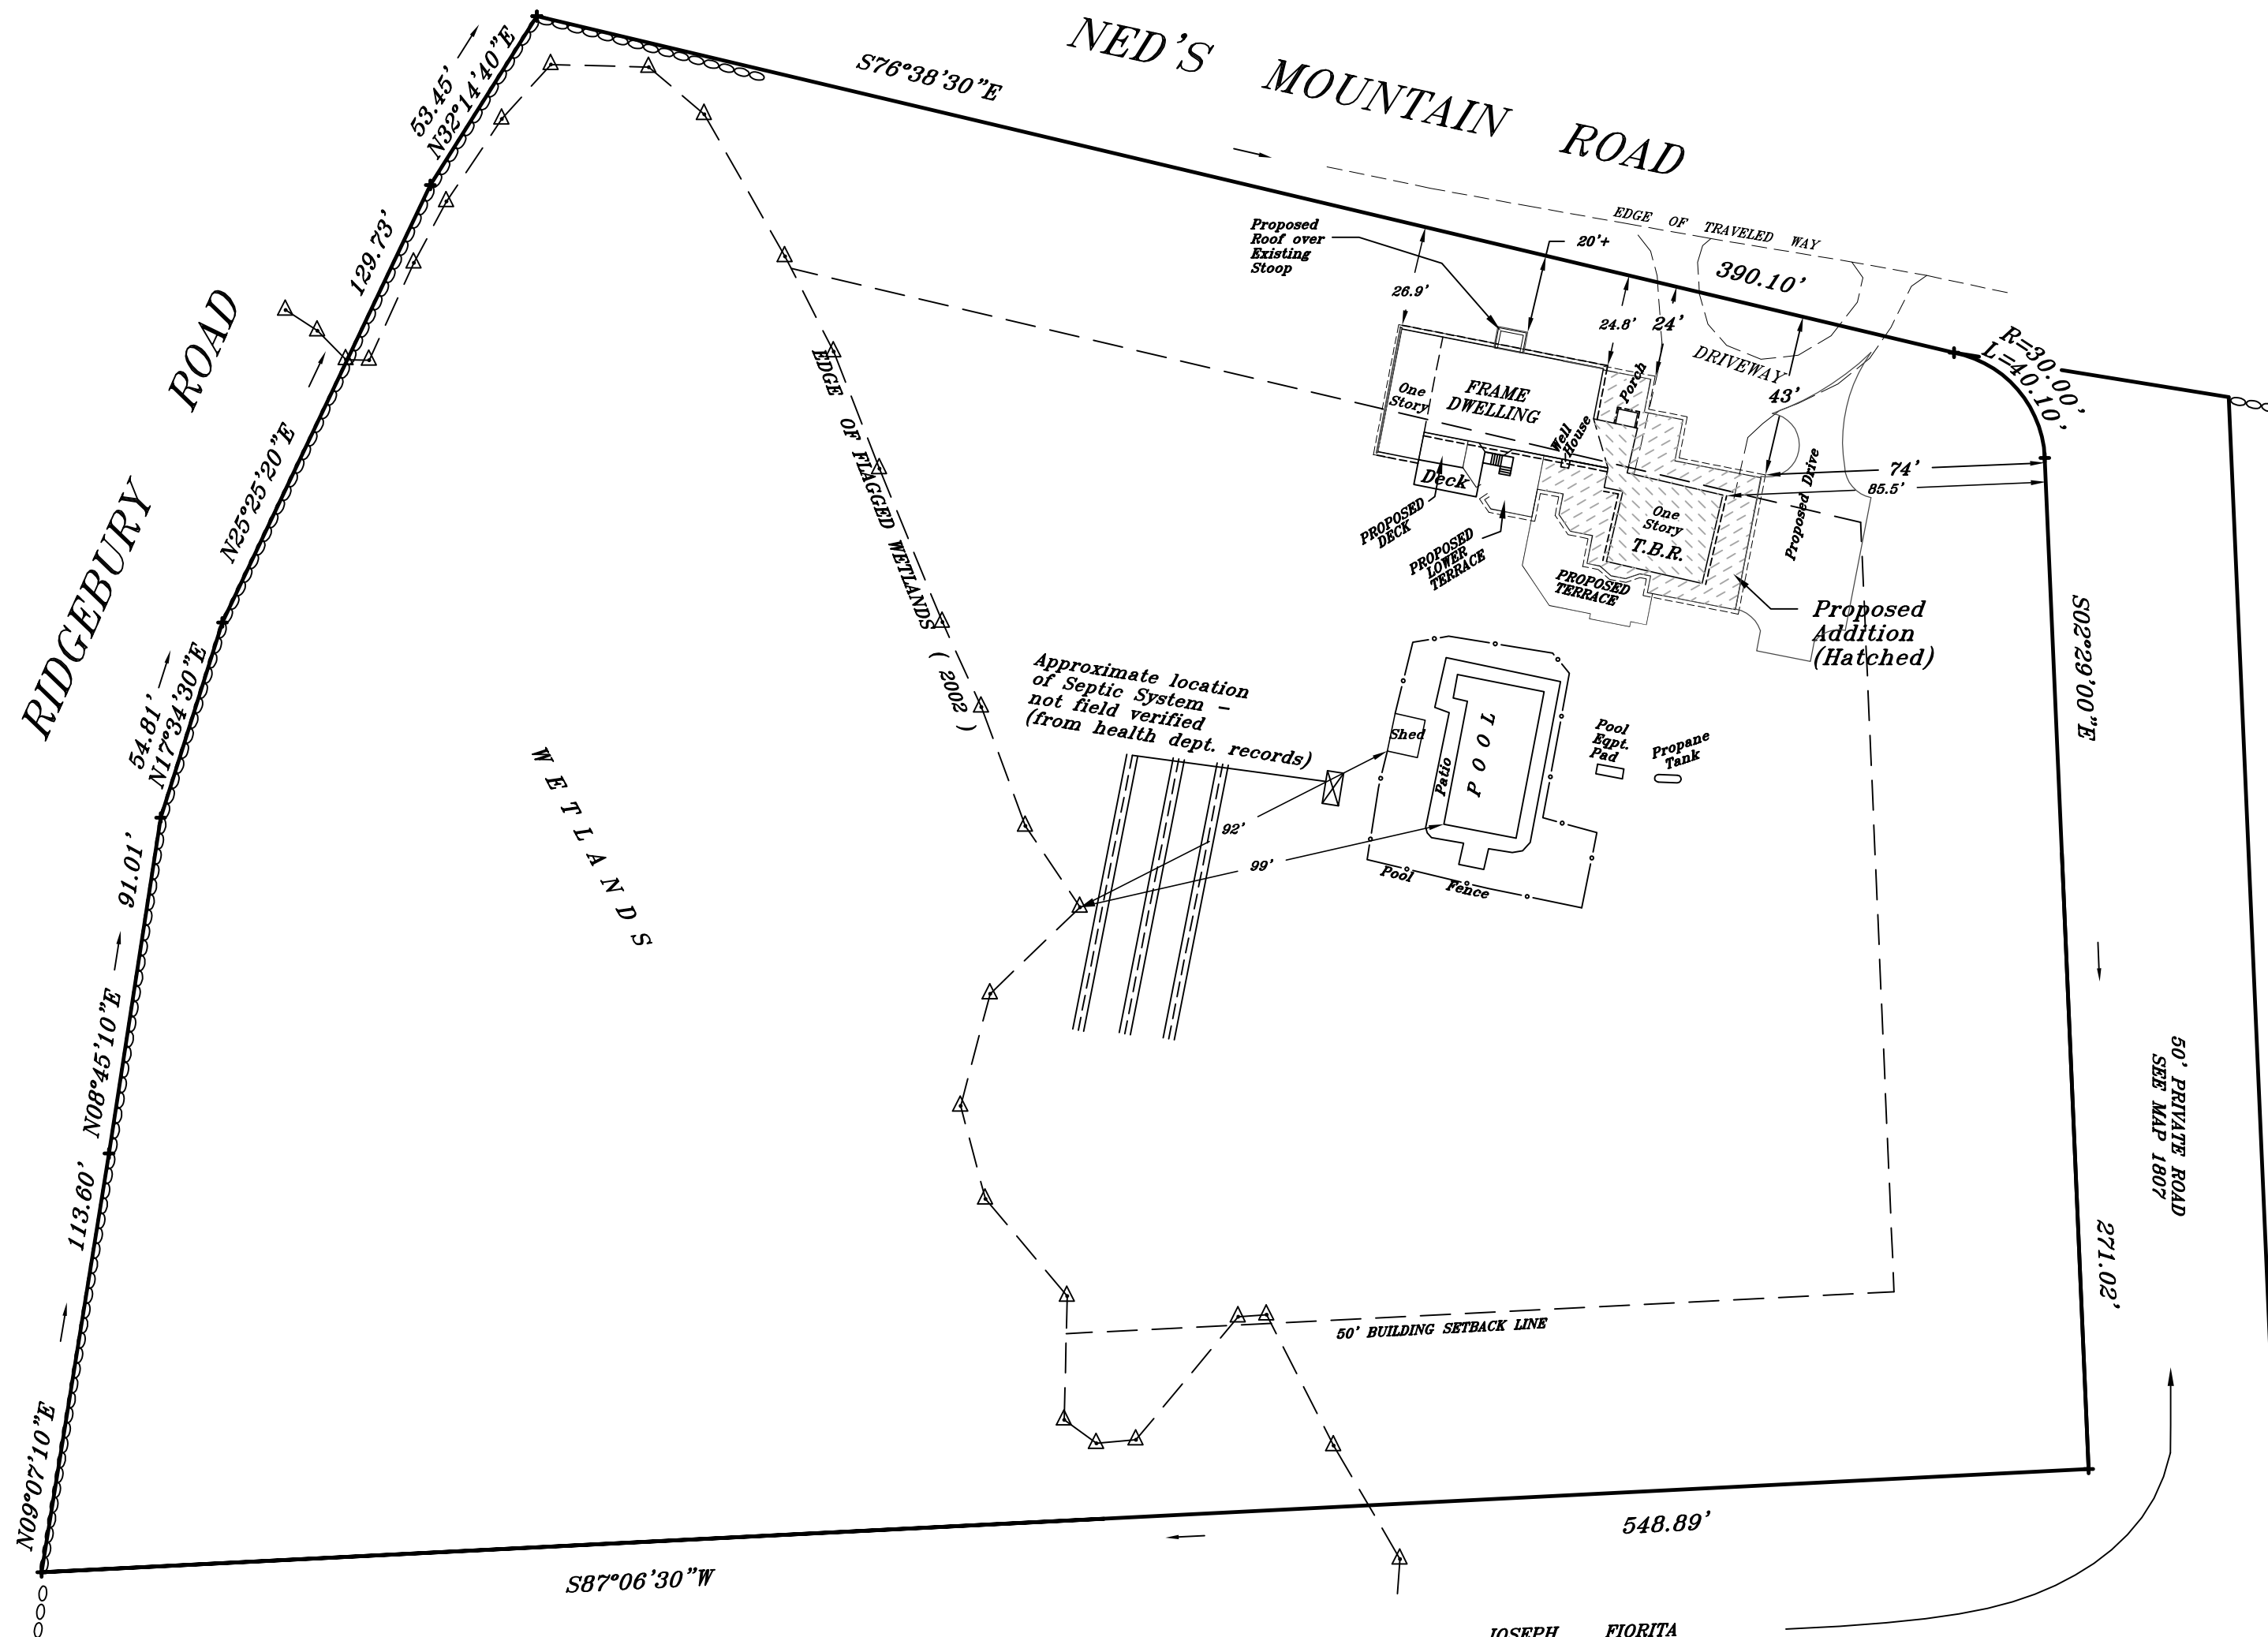 NED'S MOUNTAIN ROAD
S76°38'30"E
390.10'
EDGE OF TRAVELED WAY
53.45'
N32°14'40"E
129.73'
N25°25'20"E
RIDGEBURY ROAD
54.81'
N17°34'30"E
91.01'
N08°45'10"E
113.60'
N09°07'10"E
EDGE OF FLAGGED WETLANDS ( 2002 )
WETLANDS
Proposed
Roof over
Existing
Stoop
26.9'
20'+
24.8'
24'
43'
DRIVEWAY
R=30.00'
L=40.10'
74'
85.5'
One
Story
FRAME
DWELLING
Porch
Well
House
Deck
PROPOSED
DECK
PROPOSED
LOWER
TERRACE
PROPOSED
TERRACE
One
Story
T.B.R.
Proposed Drive
Proposed
Addition
(Hatched)
Approximate location
of Septic System –
not field verified
(from health dept. records)
Shed
Patio
POOL
Pool
Eqpt.
Pad
Propane
Tank
92'
99'
Pool Fence
S02°29'00"E
271.02'
50' PRIVATE ROAD
SEE MAP 1807
50' BUILDING SETBACK LINE
548.89'
S87°06'30"W
JOSEPH FIORITA